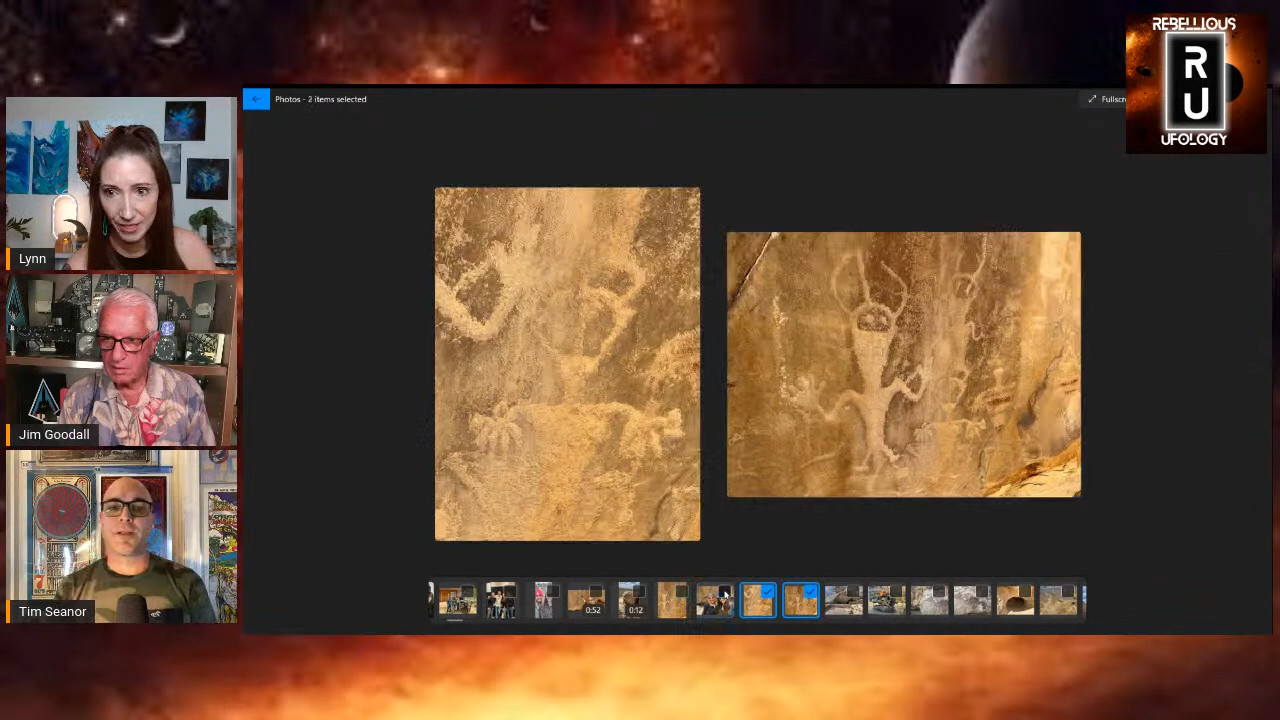 REBELLIOUS
R
U
UFOLOGY
Photos - 2 items selected
Lynn
Jim Goodall
Tim Seanor
0:52
0:12